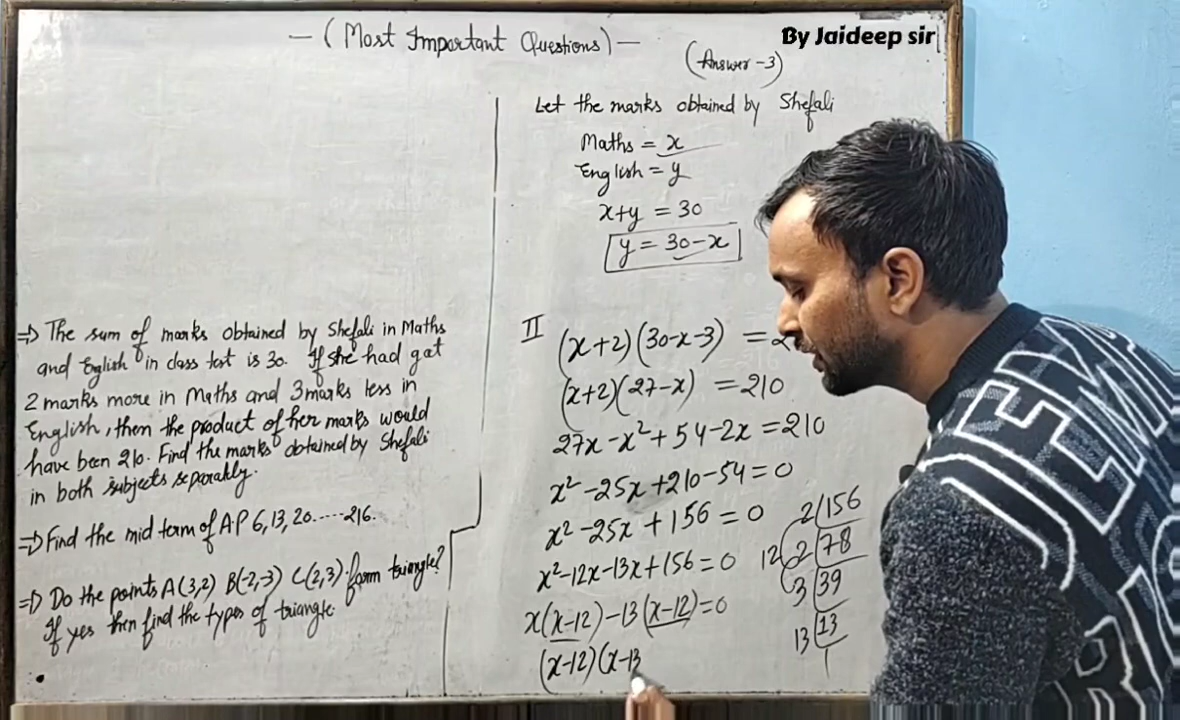 — (Most Important Questions) —
By Jaideep sir
(Answer -3)
Let the marks obtained by Shefali
Maths = x
English = y
x+y = 30
y = 30-x
II
(x+2)(30-x-3) = 2
(x+2)(27-x) = 210
27x-x²+54-2x=210
x²-25x+210-54=0
x²-25x+156=0
x²-12x-13x+156=0
x(x-12)-13(x-12)=0
(x-12)(x-13
2 156
12 2 78
3 39
13 13
1
=> The sum of marks obtained by Shefali in Maths
and English in class test is 30. If she had got
2 marks more in Maths and 3 marks less in
English, then the product of her marks would
have been 210. Find the marks obtained by Shefali
in both subjects separably.
=> Find the mid term of A.P 6, 13, 20.....216.
=> Do the points A(3,2) B(-2,-3) C(2,3) form triangle?
If yes then find the types of triangle.